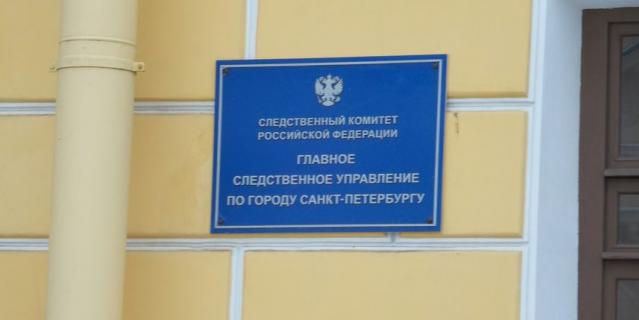 СЛЕДСТВЕННЫЙ КОМИТЕТ
РОССИЙСКОЙ ФЕДЕРАЦИИ
ГЛАВНОЕ
СЛЕДСТВЕННОЕ УПРАВЛЕНИЕ
ПО ГОРОДУ САНКТ-ПЕТЕРБУРГУ